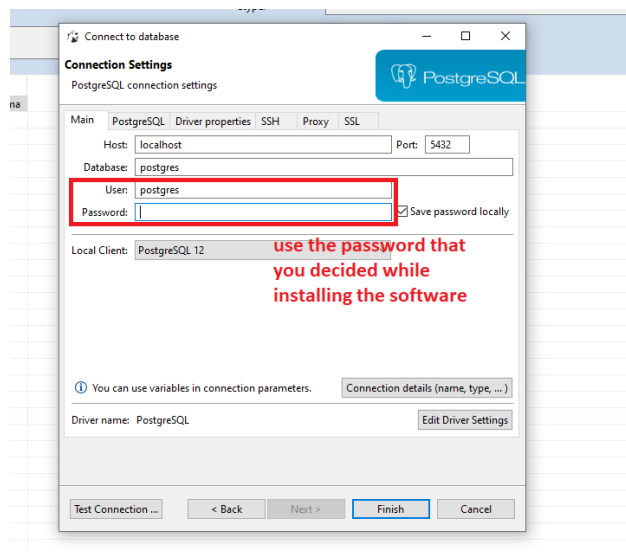 Connect to database
Connection Settings
PostgreSQL connection settings
PostgreSQL
ma
Main PostgreSQL Driver properties SSH Proxy SSL
Host: localhost Port: 5432
Database: postgres
User: postgres
Password: Save password locally
Local Client: PostgreSQL 12
use the password that
you decided while
installing the software
You can use variables in connection parameters. Connection details (name, type, ... )
Driver name: PostgreSQL Edit Driver Settings
Test Connection ... < Back Next > Finish Cancel